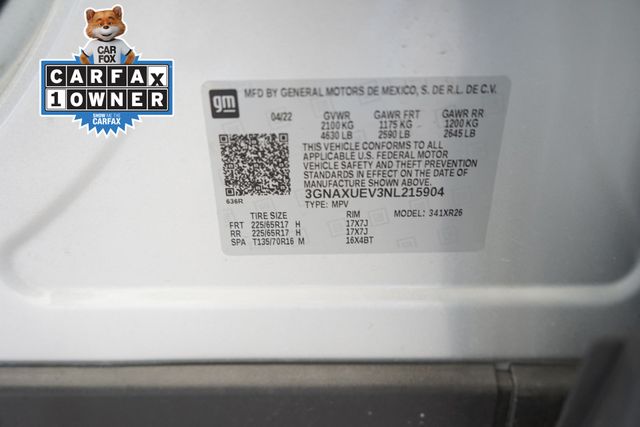 CAR
FOX
CARFAX
1 OWNER
SHOW ME THE
CARFAX
gm
MFD BY GENERAL MOTORS DE MEXICO, S. DE R.L. DE C.V.
04/22 GVWR GAWR FRT GAWR RR
2100 KG 1175 KG 1200 KG
4630 LB 2590 LB 2645 LB
THIS VEHICLE CONFORMS TO ALL
APPLICABLE U.S. FEDERAL MOTOR
VEHICLE SAFETY AND THEFT PREVENTION
STANDARDS IN EFFECT ON THE DATE OF
MANUFACTURE SHOWN ABOVE.
3GNAXUEV3NL215904
636R TYPE: MPV
TIRE SIZE RIM MODEL: 341XR26
FRT 225/65R17 H 17X7J
RR 225/65R17 H 17X7J
SPA T135/70R16 M 16X4BT